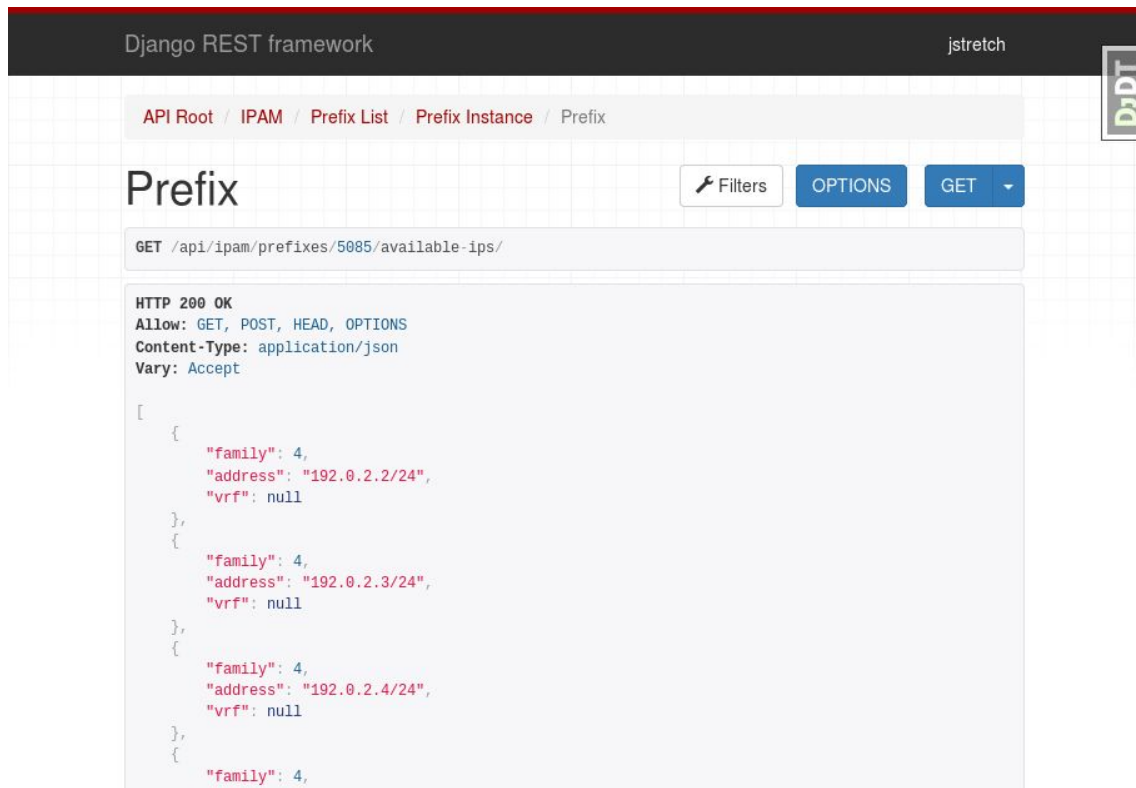 Django REST framework
jstretch
DjDT
API Root / IPAM / Prefix List / Prefix Instance / Prefix
Prefix
Filters
OPTIONS
GET
GET /api/ipam/prefixes/5085/available-ips/
HTTP 200 OK
Allow: GET, POST, HEAD, OPTIONS
Content-Type: application/json
Vary: Accept
[
    {
        "family": 4,
        "address": "192.0.2.2/24",
        "vrf": null
    },
    {
        "family": 4,
        "address": "192.0.2.3/24",
        "vrf": null
    },
    {
        "family": 4,
        "address": "192.0.2.4/24",
        "vrf": null
    },
    {
        "family": 4,